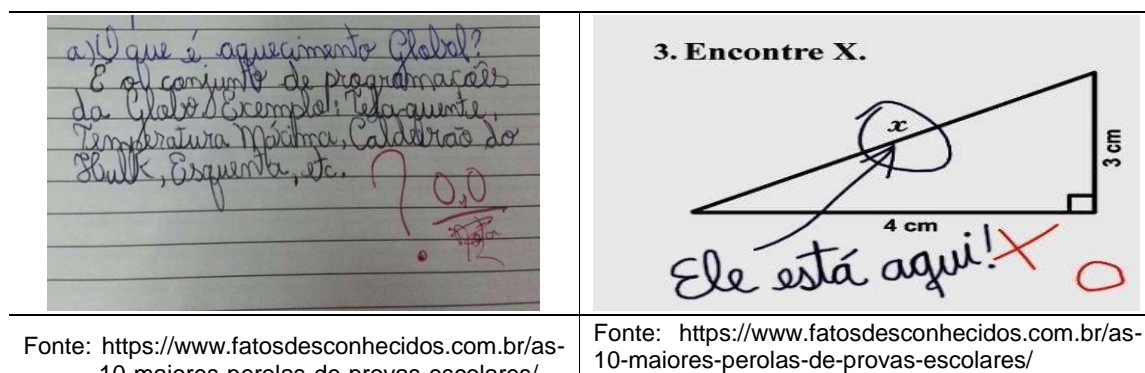 a) O que é aquecimento Global?
É o conjunto de programações
da Globo. Exemplo: Tela quente,
Temperatura Máxima, Caldeirão do
Hulk, Esquenta, etc.
?
0,0
Nota
3. Encontre X.
x
3 cm
4 cm
Ele está aqui! X
O
Fonte: https://www.fatosdesconhecidos.com.br/as-
10-maiores-perolas-de-provas-escolares/
Fonte: https://www.fatosdesconhecidos.com.br/as-
10-maiores-perolas-de-provas-escolares/